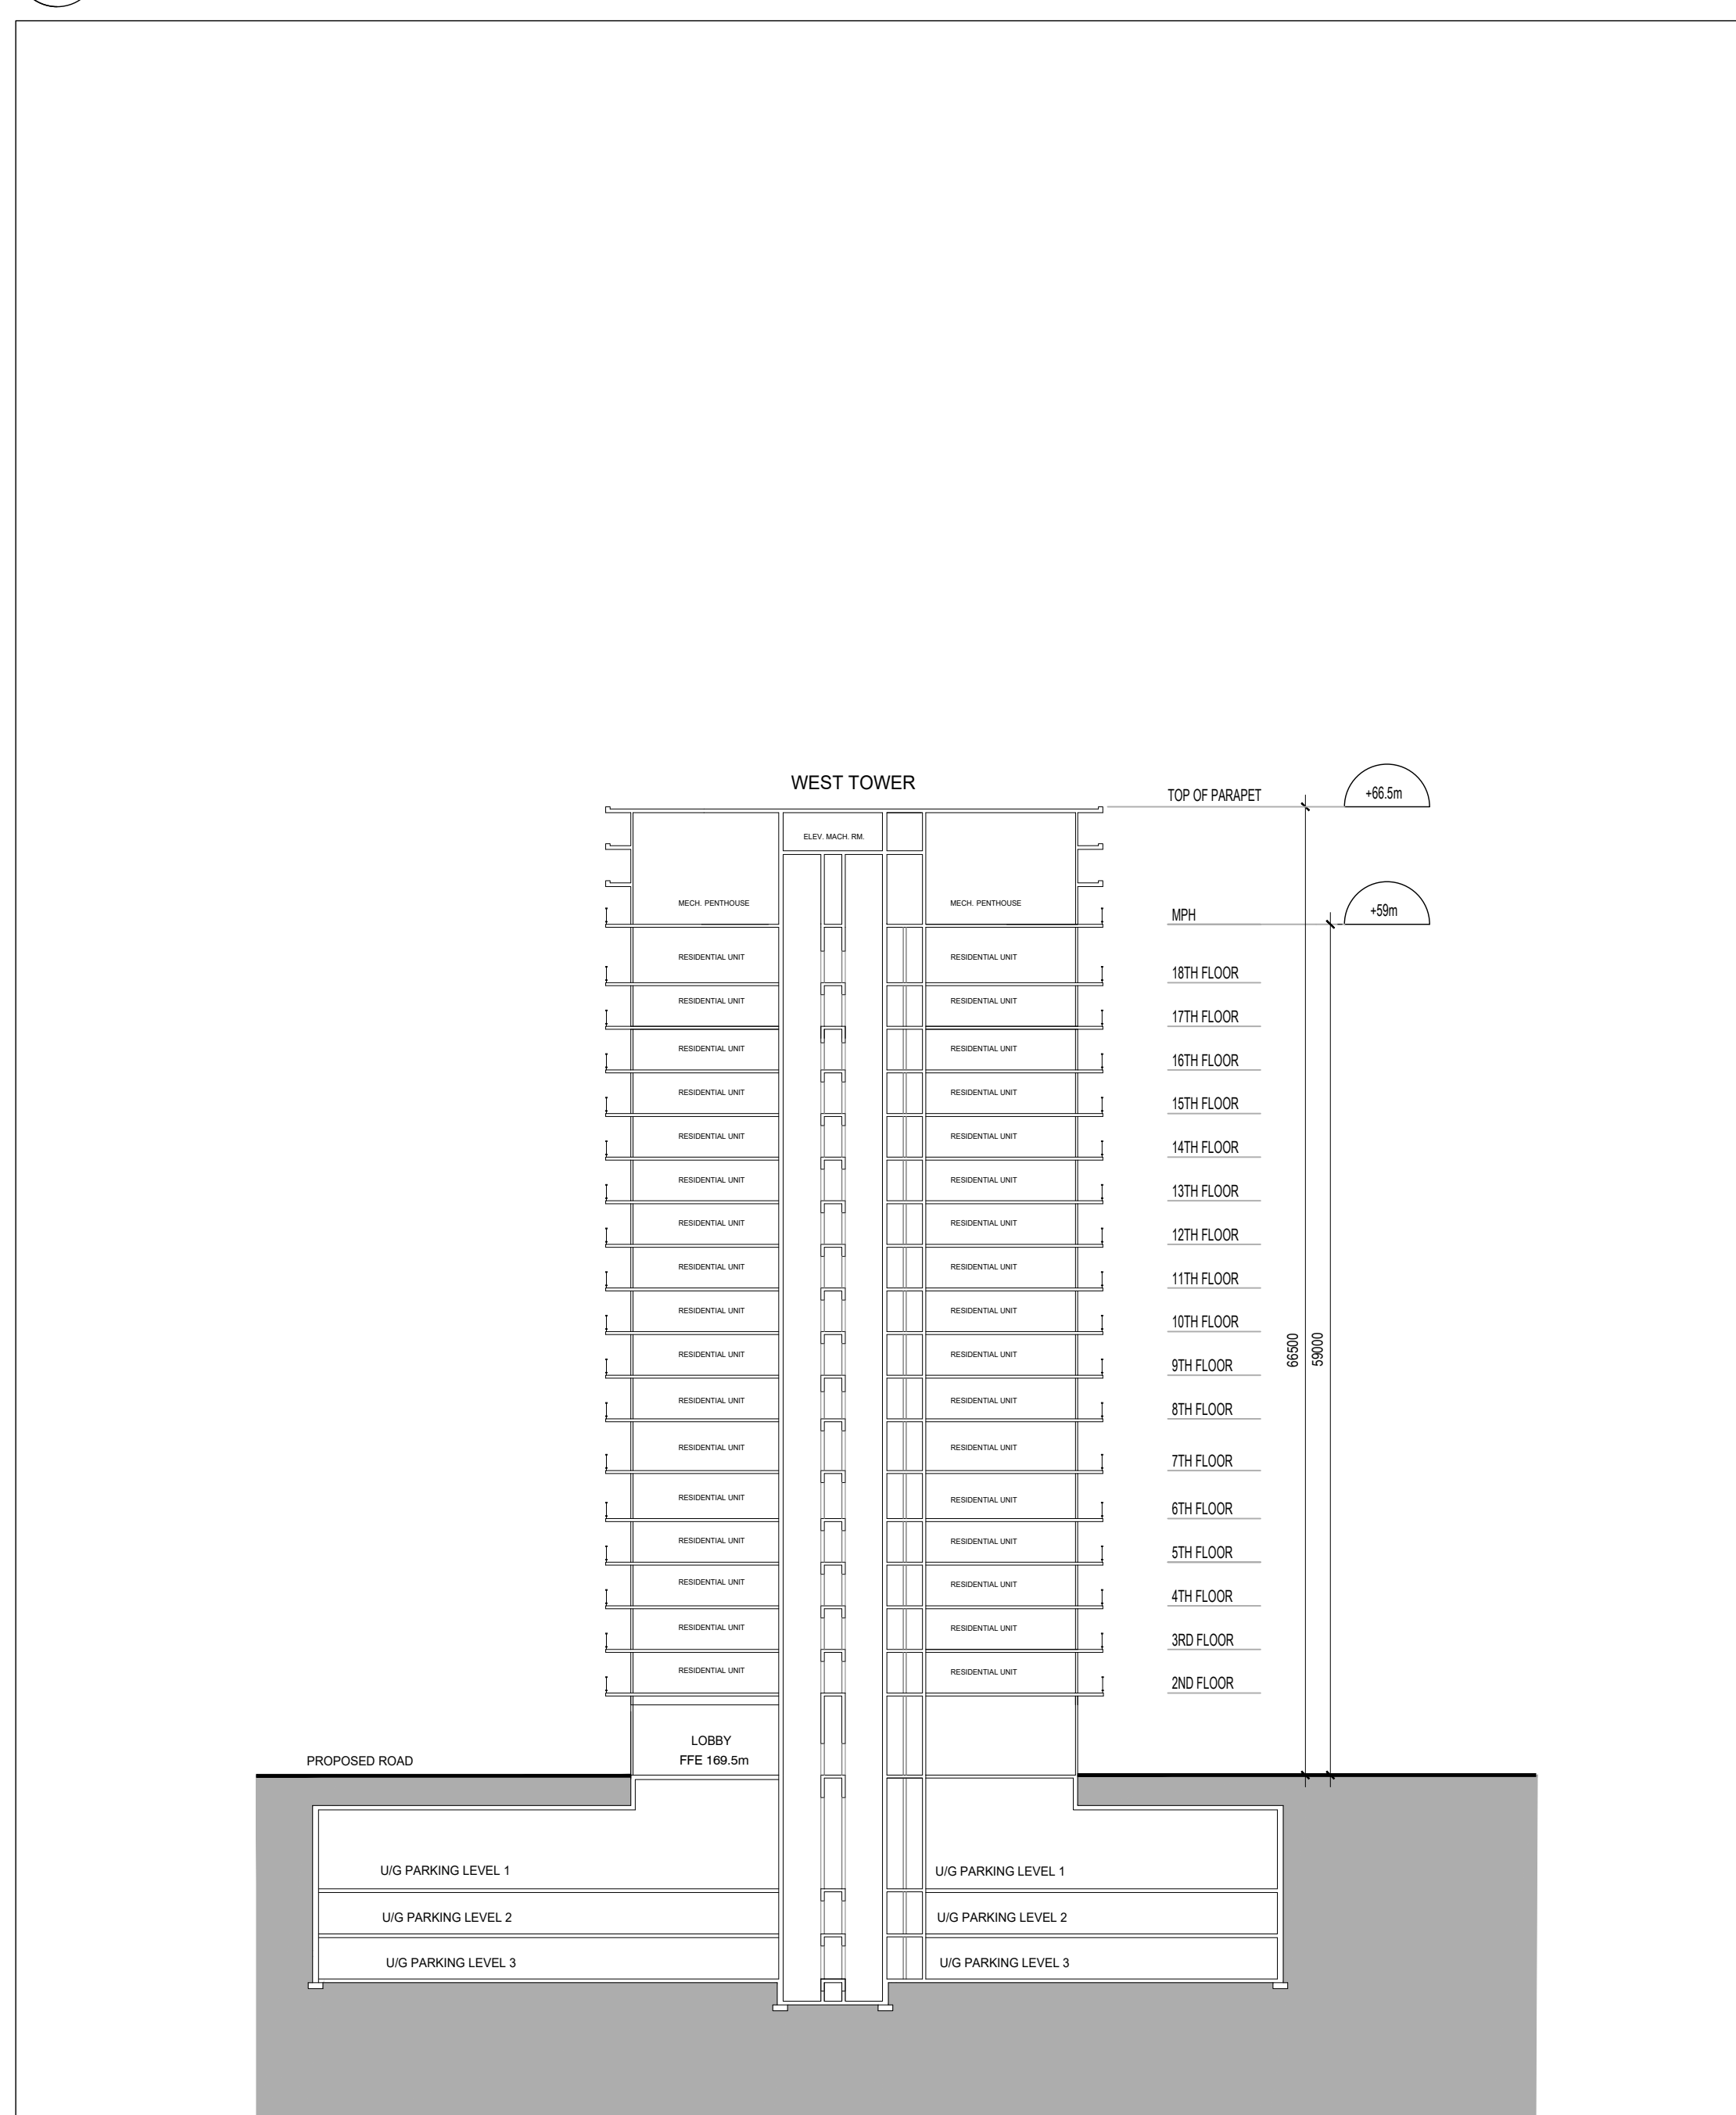 WEST TOWER
TOP OF PARAPET
+66.5m
ELEV. MACH. RM.
MECH. PENTHOUSE
MECH. PENTHOUSE
MPH
+59m
RESIDENTIAL UNIT
RESIDENTIAL UNIT
18TH FLOOR
RESIDENTIAL UNIT
RESIDENTIAL UNIT
17TH FLOOR
RESIDENTIAL UNIT
RESIDENTIAL UNIT
16TH FLOOR
RESIDENTIAL UNIT
RESIDENTIAL UNIT
15TH FLOOR
RESIDENTIAL UNIT
RESIDENTIAL UNIT
14TH FLOOR
RESIDENTIAL UNIT
RESIDENTIAL UNIT
13TH FLOOR
RESIDENTIAL UNIT
RESIDENTIAL UNIT
12TH FLOOR
RESIDENTIAL UNIT
RESIDENTIAL UNIT
11TH FLOOR
RESIDENTIAL UNIT
RESIDENTIAL UNIT
10TH FLOOR
66500
59000
RESIDENTIAL UNIT
RESIDENTIAL UNIT
9TH FLOOR
RESIDENTIAL UNIT
RESIDENTIAL UNIT
8TH FLOOR
RESIDENTIAL UNIT
RESIDENTIAL UNIT
7TH FLOOR
RESIDENTIAL UNIT
RESIDENTIAL UNIT
6TH FLOOR
RESIDENTIAL UNIT
RESIDENTIAL UNIT
5TH FLOOR
RESIDENTIAL UNIT
RESIDENTIAL UNIT
4TH FLOOR
RESIDENTIAL UNIT
RESIDENTIAL UNIT
3RD FLOOR
RESIDENTIAL UNIT
RESIDENTIAL UNIT
2ND FLOOR
LOBBY
FFE 169.5m
PROPOSED ROAD
U/G PARKING LEVEL 1
U/G PARKING LEVEL 1
U/G PARKING LEVEL 2
U/G PARKING LEVEL 2
U/G PARKING LEVEL 3
U/G PARKING LEVEL 3